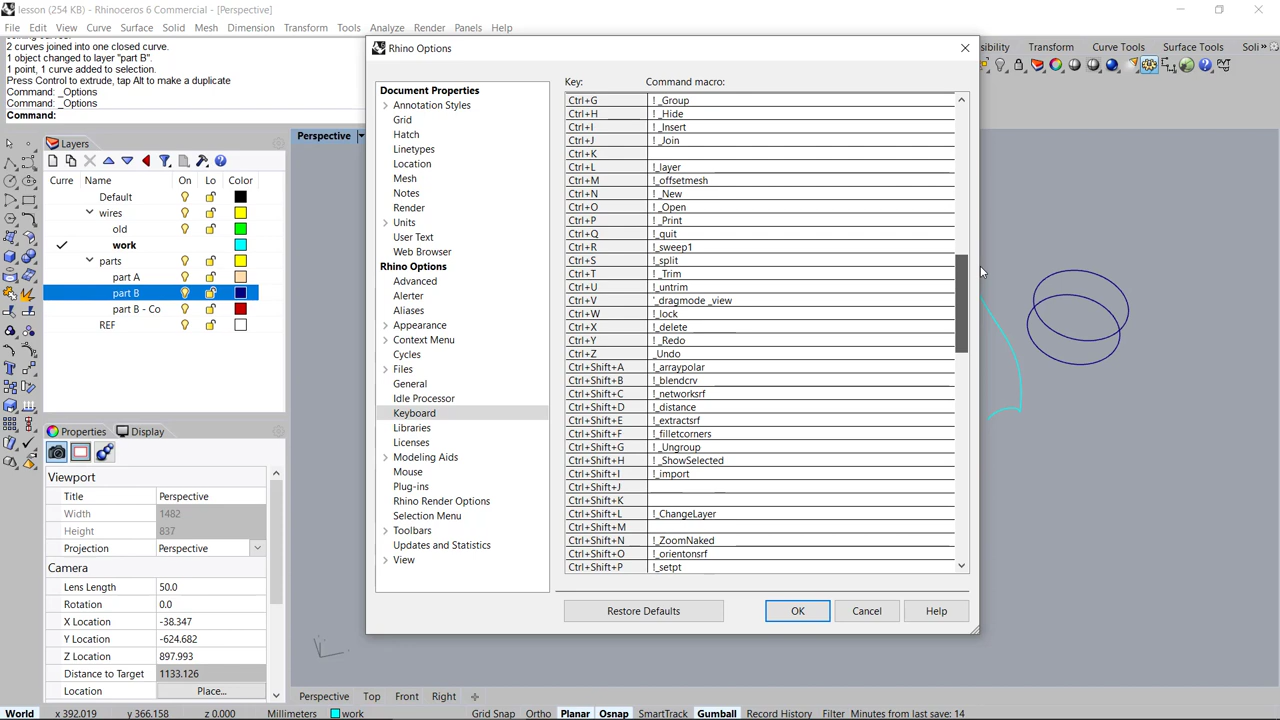 lesson (254 KB) - Rhinoceros 6 Commercial - [Perspective]
File Edit View Curve Surface Solid Mesh Dimension Transform Tools Analyze Render Panels Help
2 curves joined into one closed curve.
1 object changed to layer "part B".
1 point, 1 curve added to selection.
Press Control to extrude, tap Alt to make a duplicate
Command: _Options
Command: _Options
Command:
Rhino Options
Transform Curve Tools Surface Tools Soli »
Perspective
Layers
Curre Name On Lo Color
Default
wires
old
work
parts
part A
part B
part B - Co
REF
Properties Display
Viewport
Title Perspective
Width 1482
Height 837
Projection Perspective
Camera
Lens Length 50.0
Rotation 0.0
X Location -38.347
Y Location -624.682
Z Location 897.993
Distance to Target 1133.126
Location Place...
Document Properties
Annotation Styles
Grid
Hatch
Linetypes
Location
Mesh
Notes
Render
Units
User Text
Web Browser
Rhino Options
Advanced
Alerter
Aliases
Appearance
Context Menu
Cycles
Files
General
Idle Processor
Keyboard
Libraries
Licenses
Modeling Aids
Mouse
Plug-ins
Rhino Render Options
Selection Menu
Toolbars
Updates and Statistics
View
Key: Command macro:
Ctrl+G ! _Group
Ctrl+H ! _Hide
Ctrl+I ! _Insert
Ctrl+J ! _Join
Ctrl+K
Ctrl+L !_layer
Ctrl+M !_offsetmesh
Ctrl+N ! _New
Ctrl+O ! _Open
Ctrl+P ! _Print
Ctrl+Q !_quit
Ctrl+R !_sweep1
Ctrl+S !_split
Ctrl+T !_Trim
Ctrl+U !_untrim
Ctrl+V '_dragmode _view
Ctrl+W !_lock
Ctrl+X !_delete
Ctrl+Y ! _Redo
Ctrl+Z _Undo
Ctrl+Shift+A !_arraypolar
Ctrl+Shift+B !_blendcrv
Ctrl+Shift+C !_networksrf
Ctrl+Shift+D !_distance
Ctrl+Shift+E !_extractsrf
Ctrl+Shift+F !_filletcorners
Ctrl+Shift+G ! _Ungroup
Ctrl+Shift+H ! _ShowSelected
Ctrl+Shift+I !_import
Ctrl+Shift+J
Ctrl+Shift+K
Ctrl+Shift+L !_ChangeLayer
Ctrl+Shift+M
Ctrl+Shift+N !_ZoomNaked
Ctrl+Shift+O !_orientonsrf
Ctrl+Shift+P !_setpt
Restore Defaults OK Cancel Help
Perspective Top Front Right
World x 392.019 y 366.158 z 0.000 Millimeters work Grid Snap Ortho Planar Osnap SmartTrack Gumball Record History Filter Minutes from last save: 14